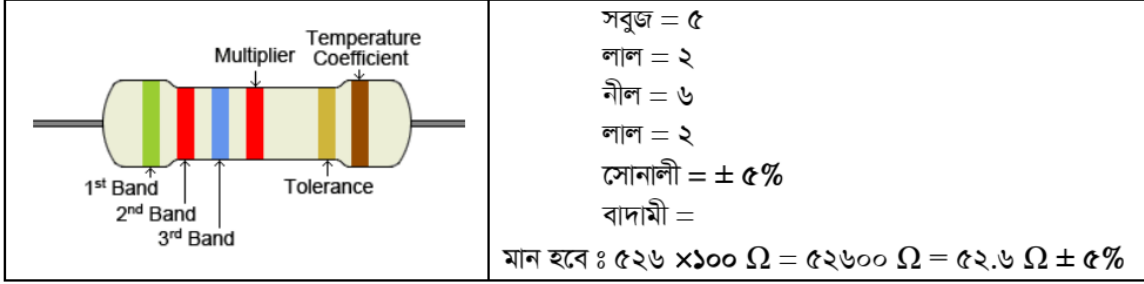 Temperature
Multiplier Coefficient
1st Band
2nd Band
3rd Band
Tolerance
সবুজ = ৫
লাল = ২
নীল = ৬
লাল = ২
সোনালী = ± ৫%
বাদামী =
মান হবে ঃ ৫২৬ ×১০০ Ω = ৫২৬০০ Ω = ৫২.৬ Ω ± ৫%